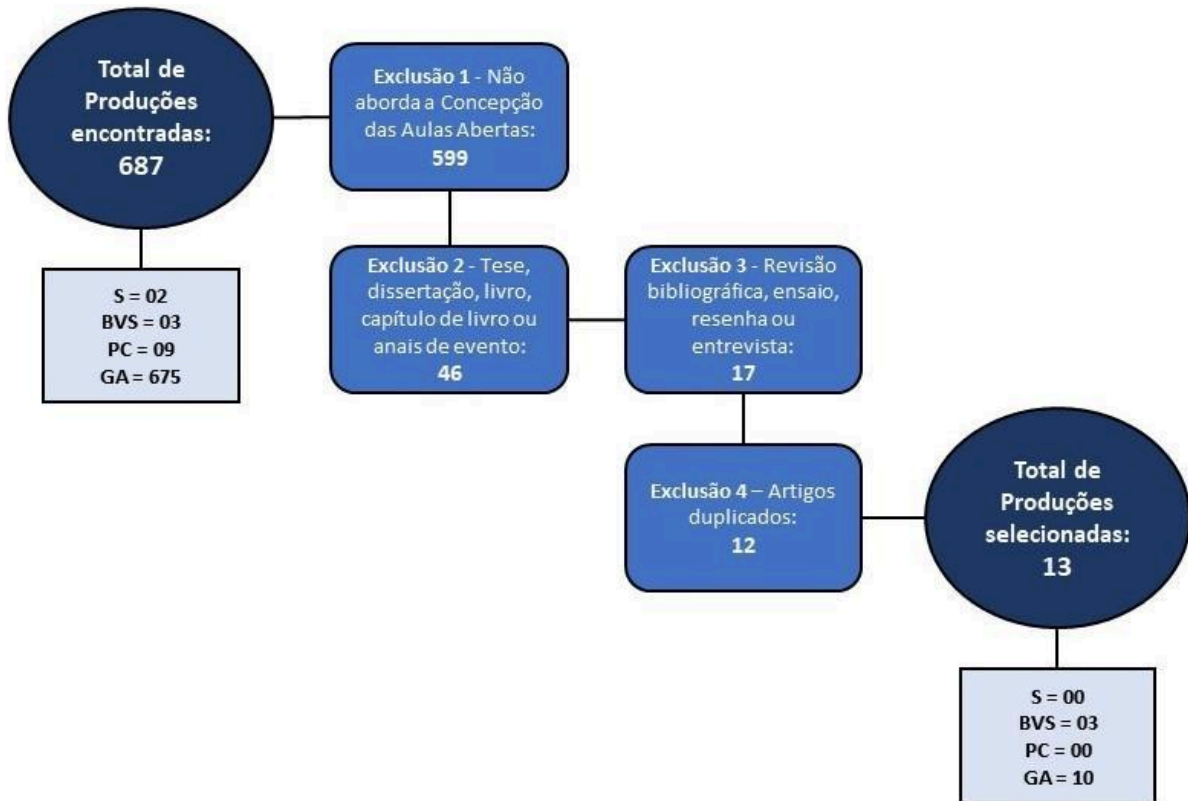 Total de
Produções
encontradas:
687
Exclusão 1 - Não
aborda a Concepção
das Aulas Abertas:
599
S = 02
BVS = 03
PC = 09
GA = 675
Exclusão 2 - Tese,
dissertação, livro,
capítulo de livro ou
anais de evento:
46
Exclusão 3 - Revisão
bibliográfica, ensaio,
resenha ou
entrevista:
17
Exclusão 4 – Artigos
duplicados:
12
Total de
Produções
selecionadas:
13
S = 00
BVS = 03
PC = 00
GA = 10